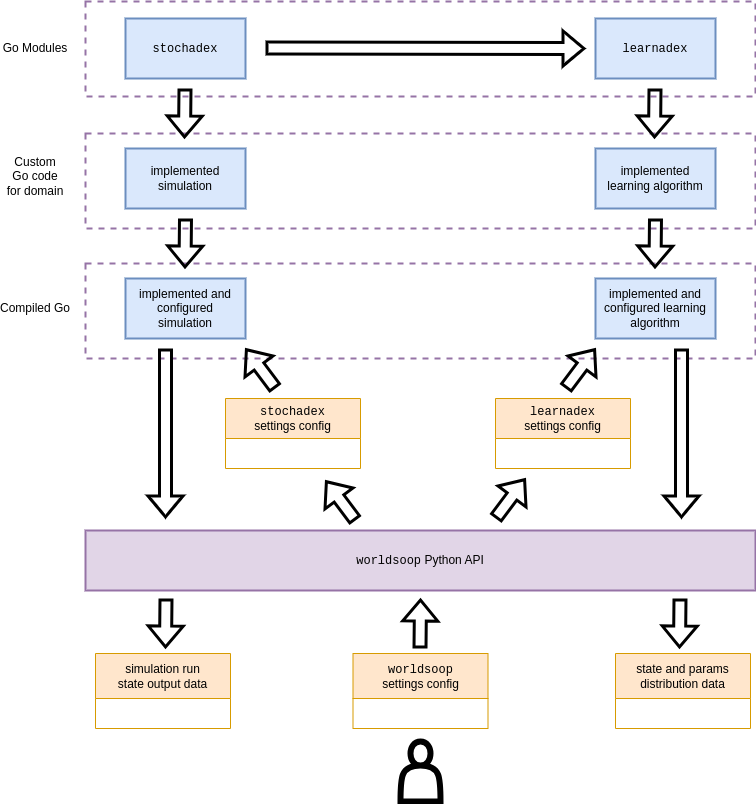 Go Modules
stochadex
learnadex
Custom
Go code
for domain
implemented
simulation
implemented
learning algorithm
Compiled Go
implemented and
configured
simulation
implemented and
configured learning
algorithm
stochadex
settings config
learnadex
settings config
worldsoop Python API
simulation run
state output data
worldsoop
settings config
state and params
distribution data